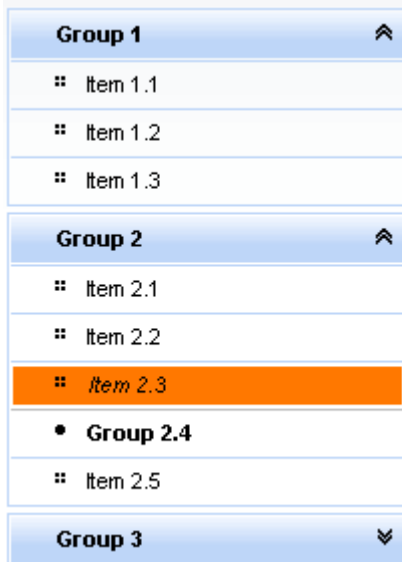 Group 1
Item 1.1
Item 1.2
Item 1.3
Group 2
Item 2.1
Item 2.2
Item 2.3
Group 2.4
Item 2.5
Group 3